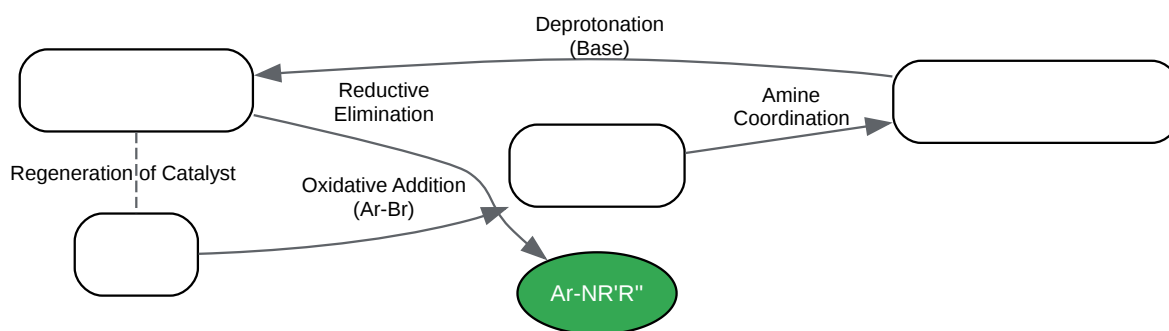 Deprotonation
(Base)
Reductive
Elimination
Amine
Coordination
Regeneration of Catalyst
Oxidative Addition
(Ar-Br)
Ar-NR'R''